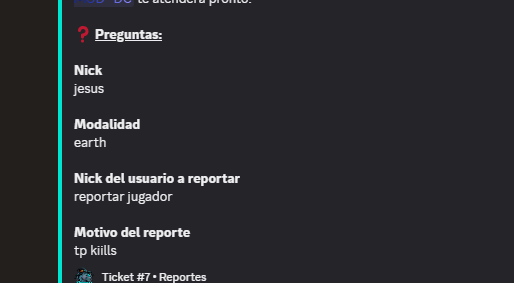 te atenderá pronto.
❓ Preguntas:
Nick
jesus
Modalidad
earth
Nick del usuario a reportar
reportar jugador
Motivo del reporte
tp kiills
Ticket #7 • Reportes